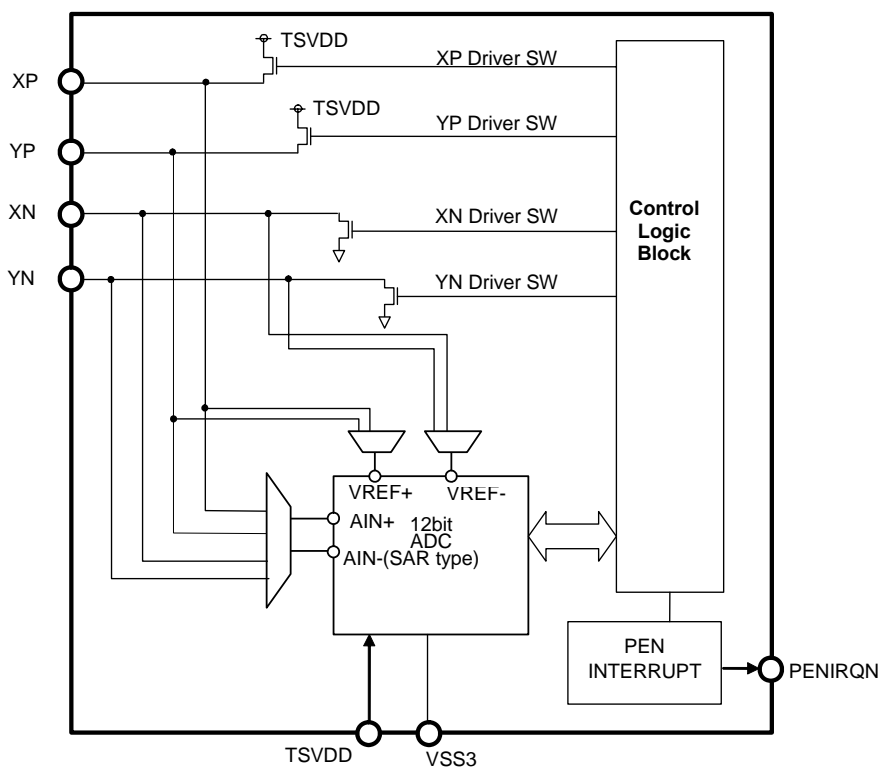 TSVDD
XP Driver SW
XP
TSVDD
YP Driver SW
YP
XN
XN Driver SW
Control
Logic
Block
YN
YN Driver SW
VREF+
VREF-
AIN+
12bit
ADC
AIN-(SAR type)
PEN
INTERRUPT
PENIRQN
TSVDD
VSS3